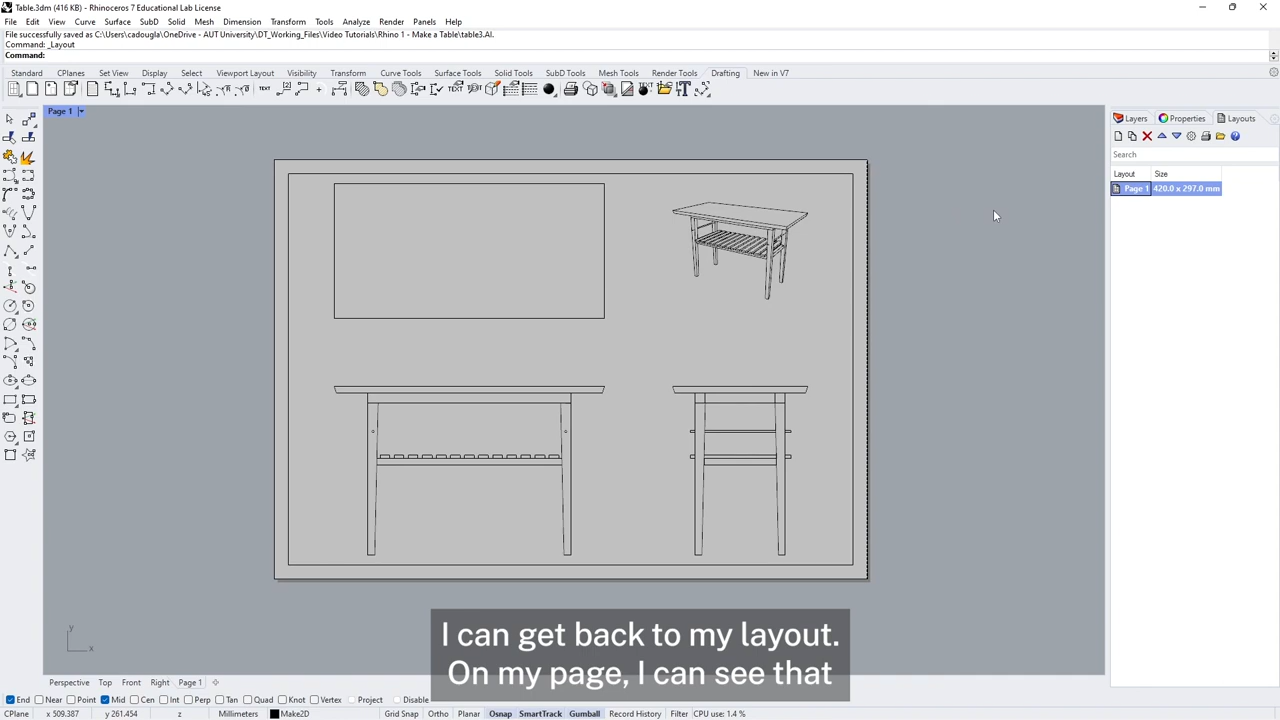 Table.3dm (416 KB) - Rhinoceros 7 Educational Lab License
File Edit View Curve Surface SubD Solid Mesh Dimension Transform Tools Analyze Render Panels Help
File successfully saved as C:\Users\cadougla\OneDrive - AUT University\DT_Working_Files\Video Tutorials\Rhino 1 - Make a Table\table3.AI.
Command: _Layout
Command:
Standard CPlanes Set View Display Select Viewport Layout Visibility Transform Curve Tools Surface Tools Solid Tools SubD Tools Mesh Tools Render Tools Drafting New in V7
Page 1
Layers Properties Layouts
Search
Layout Size
Page 1 420.0 x 297.0 mm
I can get back to my layout.
On my page, I can see that
y
x
Perspective Top Front Right Page 1
End Near Point Mid Cen Int Perp Tan Quad Knot Vertex Project Disable
CPlane x 509.387 y 261.454 z Millimeters Make2D Grid Snap Ortho Planar Osnap SmartTrack Gumball Record History Filter CPU use: 1.4 %